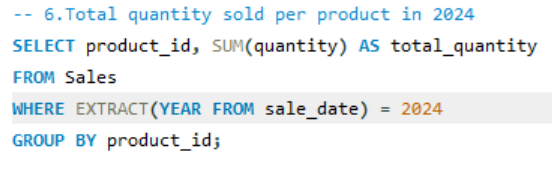 -- 6.Total quantity sold per product in 2024
SELECT product_id, SUM(quantity) AS total_quantity
FROM Sales
WHERE EXTRACT(YEAR FROM sale_date) = 2024
GROUP BY product_id;